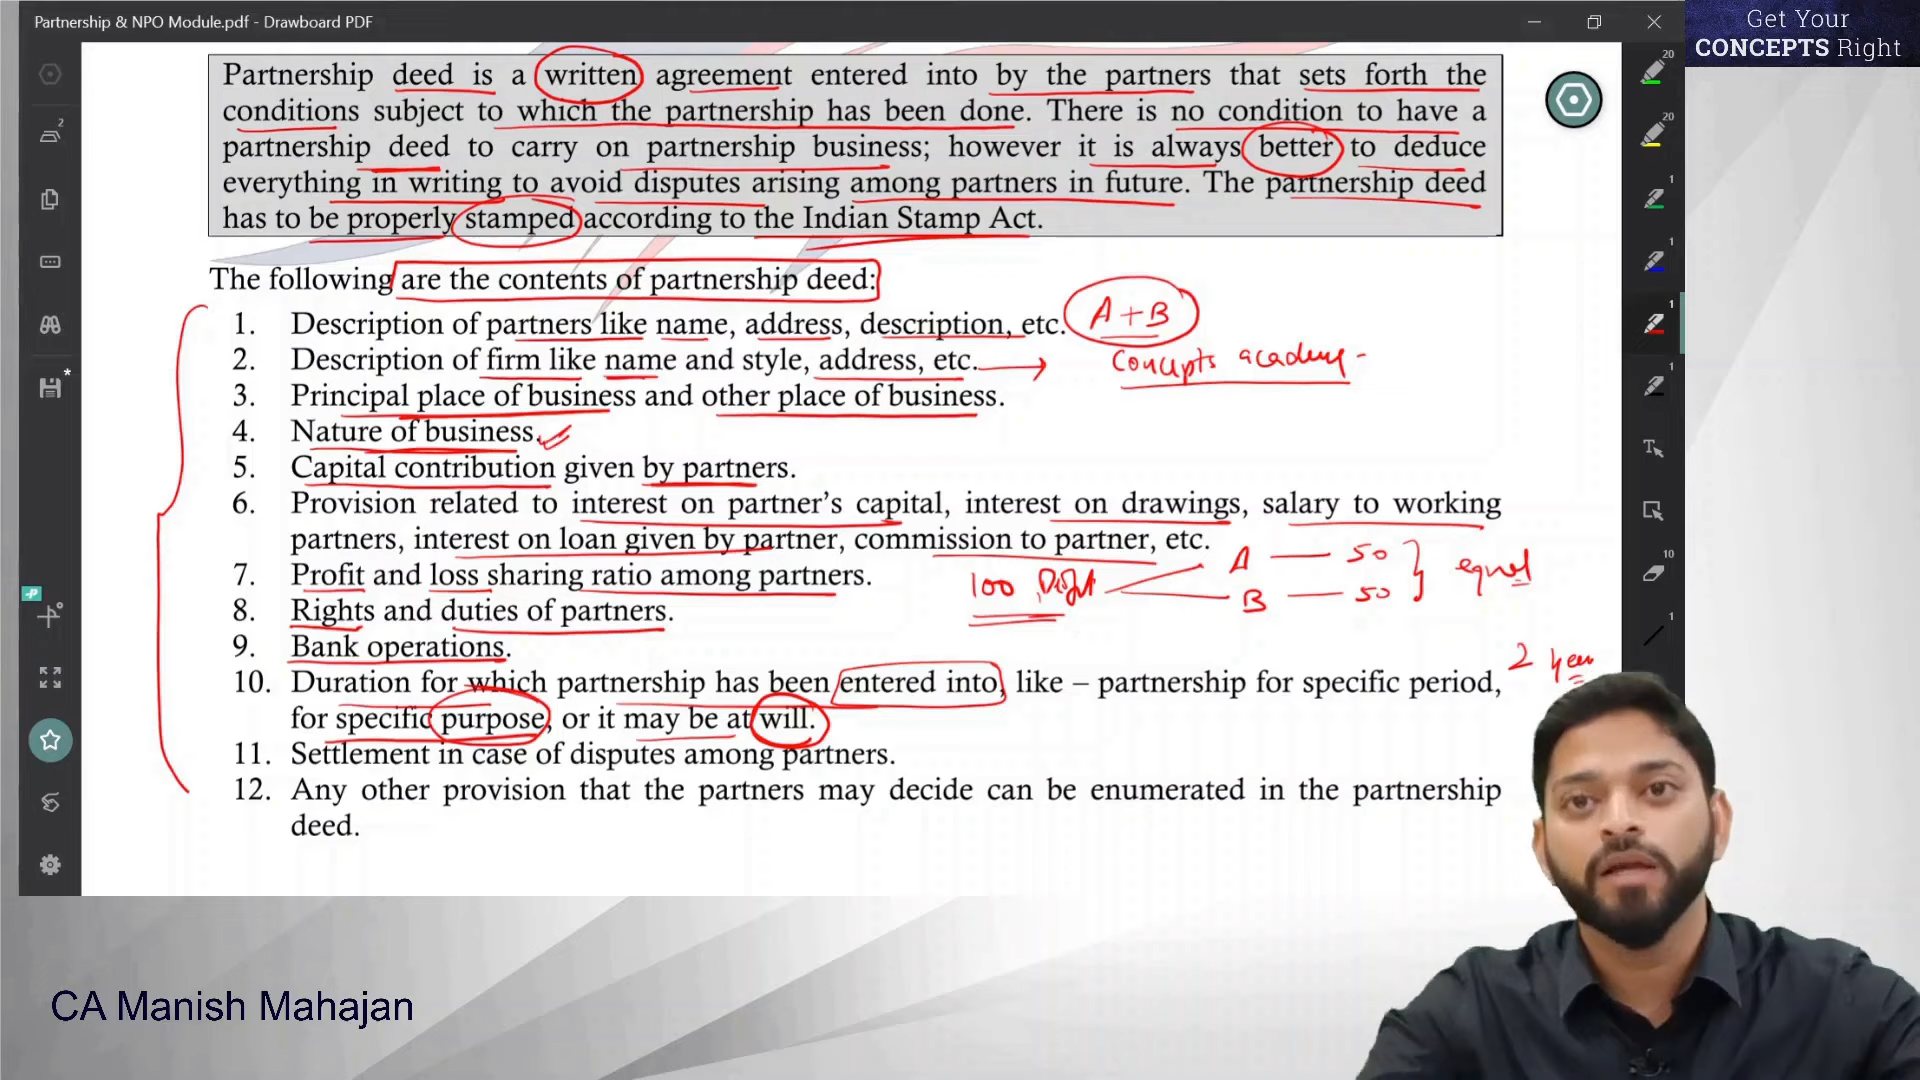 Partnership & NPO Module.pdf - Drawboard PDF
Get Your
CONCEPTS Right
Partnership deed is a written agreement entered into by the partners that sets forth the
conditions subject to which the partnership has been done. There is no condition to have a
partnership deed to carry on partnership business; however it is always better to deduce
everything in writing to avoid disputes arising among partners in future. The partnership deed
has to be properly stamped according to the Indian Stamp Act.
The following are the contents of partnership deed:
1. Description of partners like name, address, description, etc. A+B
2. Description of firm like name and style, address, etc. Concepts academy
3. Principal place of business and other place of business.
4. Nature of business.
5. Capital contribution given by partners.
6. Provision related to interest on partner's capital, interest on drawings, salary to working
partners, interest on loan given by partner, commission to partner, etc.
A 50
100 B 50 equal
7. Profit and loss sharing ratio among partners.
8. Rights and duties of partners.
9. Bank operations.
10. Duration for which partnership has been entered into, like – partnership for specific period, 2
for specific purpose, or it may be at will.
11. Settlement in case of disputes among partners.
12. Any other provision that the partners may decide can be enumerated in the partnership
deed.
20
20
1
1
1
1
10
1
2
CA Manish Mahajan